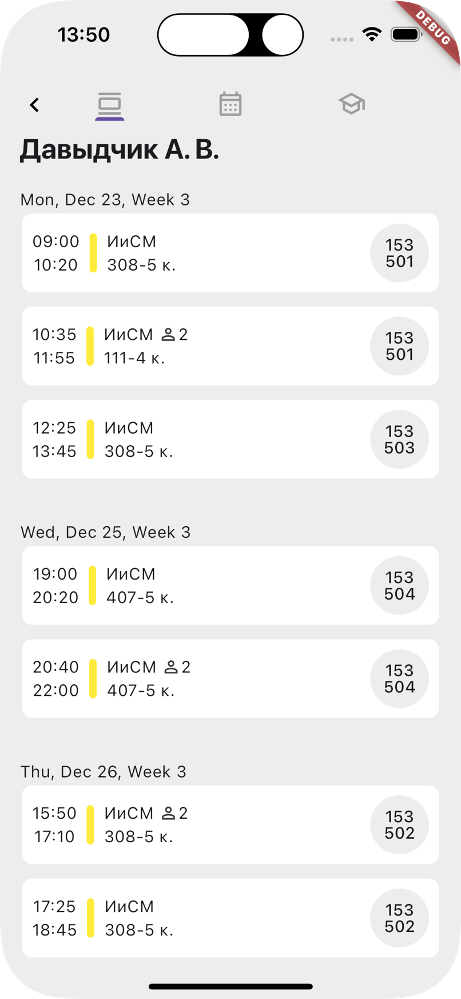 13:50
DEBUG
Давыдчик А. В.
Mon, Dec 23, Week 3
09:00 ИиСМ
10:20 308-5 к.
153
501
10:35 ИиСМ 2
11:55 111-4 к.
153
501
12:25 ИиСМ
13:45 308-5 к.
153
503
Wed, Dec 25, Week 3
19:00 ИиСМ
20:20 407-5 к.
153
504
20:40 ИиСМ 2
22:00 407-5 к.
153
504
Thu, Dec 26, Week 3
15:50 ИиСМ 2
17:10 308-5 к.
153
502
17:25 ИиСМ
18:45 308-5 к.
153
502